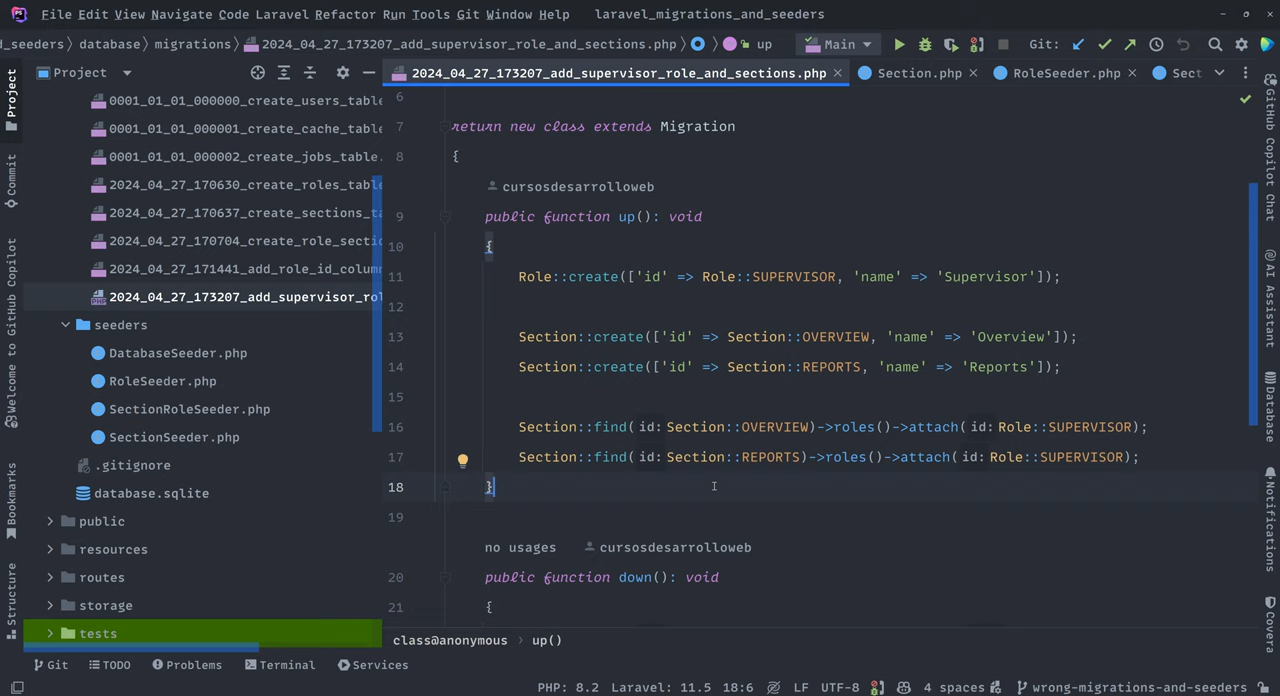 PS File Edit View Navigate Code Laravel Refactor Run Tools Git Window Help laravel_migrations_and_seeders
d_seeders 〉 database 〉 migrations 〉 2024_04_27_173207_add_supervisor_role_and_sections.php 〉 〉 up Main Git:
Project
2024_04_27_173207_add_supervisor_role_and_sections.php × Section.php × RoleSeeder.php × Sect
0001_01_01_000000_create_users_table
0001_01_01_000001_create_cache_table
0001_01_01_000002_create_jobs_table.
2024_04_27_170630_create_roles_table
2024_04_27_170637_create_sections_ta
2024_04_27_170704_create_role_sectio
2024_04_27_171441_add_role_id_column
2024_04_27_173207_add_supervisor_rol
seeders
DatabaseSeeder.php
RoleSeeder.php
SectionRoleSeeder.php
SectionSeeder.php
.gitignore
database.sqlite
public
resources
routes
storage
tests
6
7 return new class extends Migration
8 {
cursosdesarrolloweb
9 public function up(): void
10 {
11 Role::create(['id' => Role::SUPERVISOR, 'name' => 'Supervisor']);
12
13 Section::create(['id' => Section::OVERVIEW, 'name' => 'Overview']);
14 Section::create(['id' => Section::REPORTS, 'name' => 'Reports']);
15
16 Section::find( id: Section::OVERVIEW)->roles()->attach( id: Role::SUPERVISOR);
17 Section::find( id: Section::REPORTS)->roles()->attach( id: Role::SUPERVISOR);
18 }
19
no usages cursosdesarrolloweb
20 public function down(): void
21 {
class@anonymous › up()
Project
Commit
Welcome to GitHub Copilot
Bookmarks
Structure
GitHub Copilot Chat
AI Assistant
Database
Notifications
Covera
Git TODO Problems Terminal Services
PHP: 8.2 Laravel: 11.5 18:6 LF UTF-8 4 spaces wrong-migrations-and-seeders